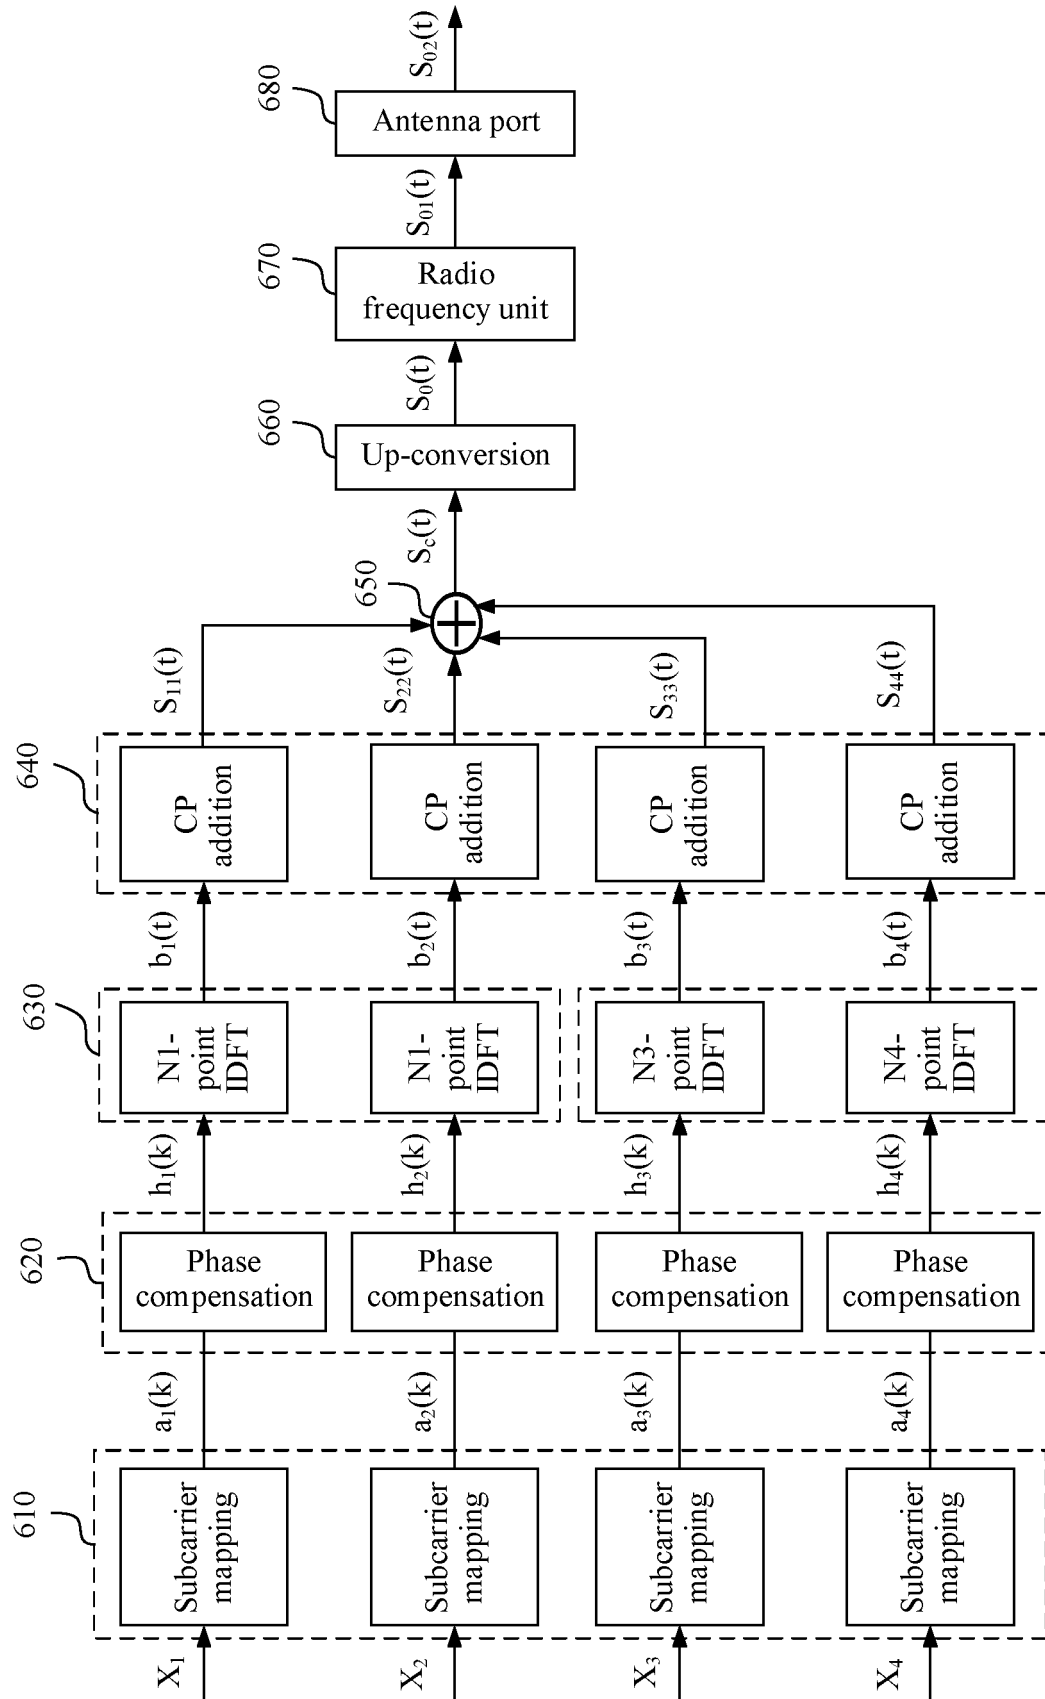 S02(t)
680
Antenna port
S01(t)
670
Radio
frequency unit
S0(t)
660
Up-conversion
Sc(t)
650
S11(t)
S22(t)
S33(t)
S44(t)
640
CP
addition
CP
addition
CP
addition
CP
addition
b1(t)
b2(t)
b3(t)
b4(t)
630
N1-
point
IDFT
N1-
point
IDFT
N3-
point
IDFT
N4-
point
IDFT
h1(k)
h2(k)
h3(k)
h4(k)
620
Phase
compensation
Phase
compensation
Phase
compensation
Phase
compensation
a1(k)
a2(k)
a3(k)
a4(k)
610
Subcarrier
mapping
Subcarrier
mapping
Subcarrier
mapping
Subcarrier
mapping
X1
X2
X3
X4